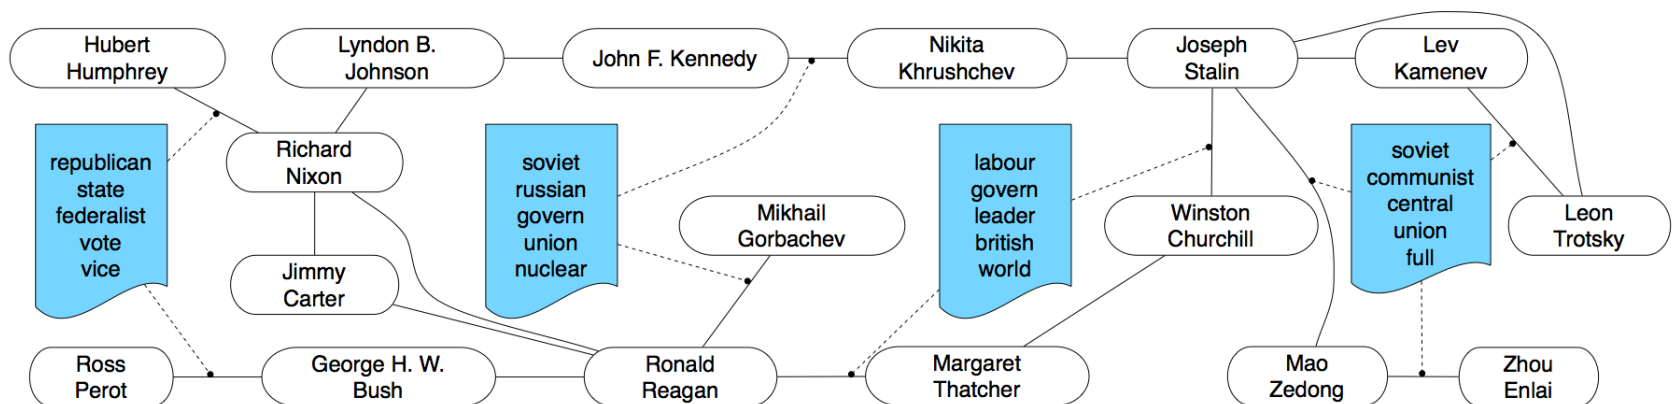 Hubert
Humphrey
Lyndon B.
Johnson
John F. Kennedy
Nikita
Khrushchev
Joseph
Stalin
Lev
Kamenev
republican
state
federalist
vote
vice
Richard
Nixon
soviet
russian
govern
union
nuclear
Mikhail
Gorbachev
labour
govern
leader
british
world
Winston
Churchill
soviet
communist
central
union
full
Leon
Trotsky
Jimmy
Carter
Ross
Perot
George H. W.
Bush
Ronald
Reagan
Margaret
Thatcher
Mao
Zedong
Zhou
Enlai